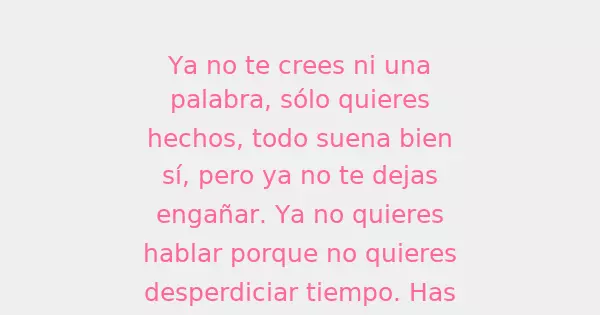 Ya no te crees ni una
palabra, sólo quieres
hechos, todo suena bien
sí, pero ya no te dejas
engañar. Ya no quieres
hablar porque no quieres
desperdiciar tiempo. Has